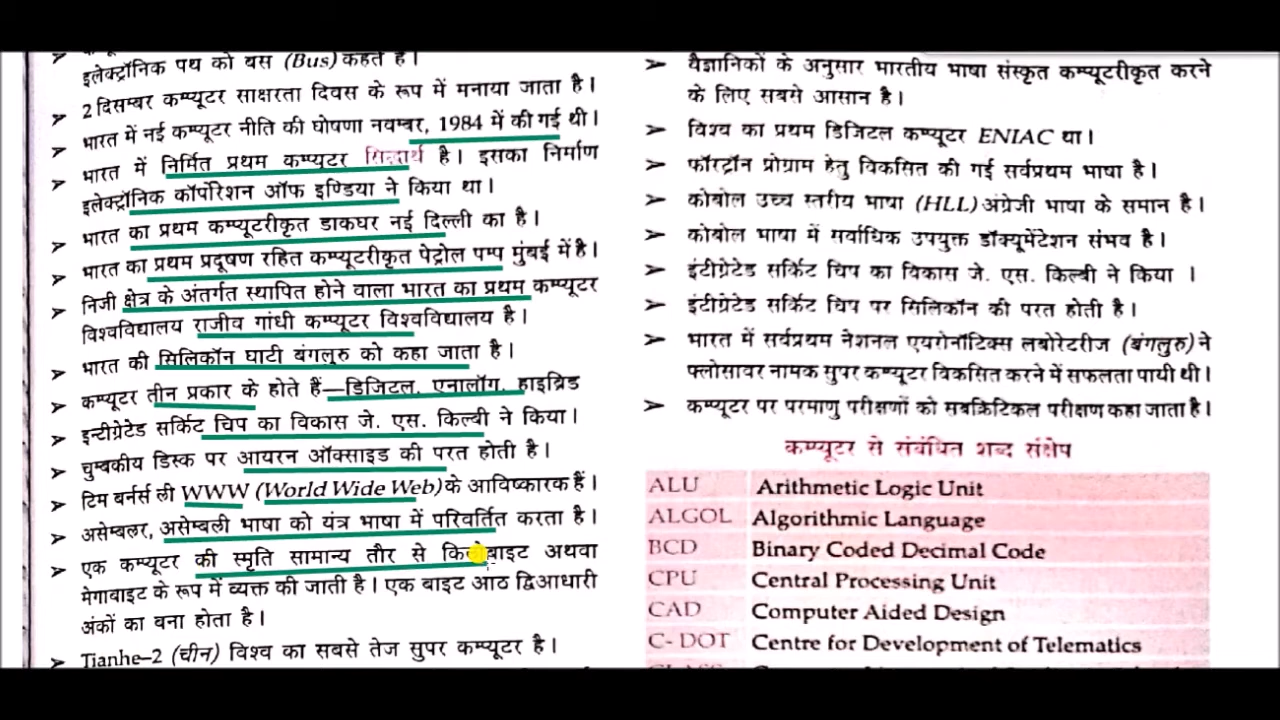 इलेक्ट्रॉनिक पथ को बस (Bus) कहते हैं।
➢ 2 दिसम्बर कम्प्यूटर साक्षरता दिवस के रूप में मनाया जाता है।
➢ भारत में नई कम्प्यूटर नीति की घोषणा नवम्बर, 1984 में की गई थी।
➢ भारत में निर्मित प्रथम कम्प्यूटर सिद्धार्थ है। इसका निर्माण
इलेक्ट्रॉनिक कॉर्पोरेशन ऑफ इण्डिया ने किया था।
➢ भारत का प्रथम कम्प्यूटरीकृत डाकघर नई दिल्ली का है।
➢ भारत का प्रथम प्रदूषण रहित कम्प्यूटरीकृत पेट्रोल पम्प मुंबई में है।
➢ निजी क्षेत्र के अंतर्गत स्थापित होने वाला भारत का प्रथम कम्प्यूटर
विश्वविद्यालय राजीव गांधी कम्प्यूटर विश्वविद्यालय है।
➢ भारत की सिलिकॉन घाटी बंगलुरु को कहा जाता है।
➢ कम्प्यूटर तीन प्रकार के होते हैं—डिजिटल, एनालॉग, हाइब्रिड
➢ इन्टीग्रेटेड सर्किट चिप का विकास जे. एस. किल्बी ने किया।
➢ चुम्बकीय डिस्क पर आयरन ऑक्साइड की परत होती है।
➢ टिम बर्नर्स ली WWW (World Wide Web) के आविष्कारक हैं।
➢ असेम्बलर, असेम्बली भाषा को यंत्र भाषा में परिवर्तित करता है।
➢ एक कम्प्यूटर की स्मृति सामान्य तौर से किलोबाइट अथवा
मेगाबाइट के रूप में व्यक्त की जाती है। एक बाइट आठ द्विआधारी
अंकों का बना होता है।
➢ Tianhe–2 (चीन) विश्व का सबसे तेज सुपर कम्प्यूटर है।
➢ वैज्ञानिकों के अनुसार भारतीय भाषा संस्कृत कम्प्यूटरीकृत करने
के लिए सबसे आसान है।
➢ विश्व का प्रथम डिजिटल कम्प्यूटर ENIAC था।
➢ फॉरट्रॉन प्रोग्राम हेतु विकसित की गई सर्वप्रथम भाषा है।
➢ कोबोल उच्च स्तरीय भाषा (HLL) अंग्रेजी भाषा के समान है।
➢ कोबोल भाषा में सर्वाधिक उपयुक्त डॉक्यूमेंटेशन संभव है।
➢ इंटीग्रेटेड सर्किट चिप का विकास जे. एस. किल्बी ने किया ।
➢ इंटीग्रेटेड सर्किट चिप पर सिलिकॉन की परत होती है।
➢ भारत में सर्वप्रथम नेशनल एयरोनॉटिक्स लबोरेटरीज (बंगलुरु) ने
फ्लोसावर नामक सुपर कम्प्यूटर विकसित करने में सफलता पायी थी।
➢ कम्प्यूटर पर परमाणु परीक्षणों को सबक्रिटिकल परीक्षण कहा जाता है।
कम्प्यूटर से संबंधित शब्द संक्षेप
ALU Arithmetic Logic Unit
ALGOL Algorithmic Language
BCD Binary Coded Decimal Code
CPU Central Processing Unit
CAD Computer Aided Design
C- DOT Centre for Development of Telematics